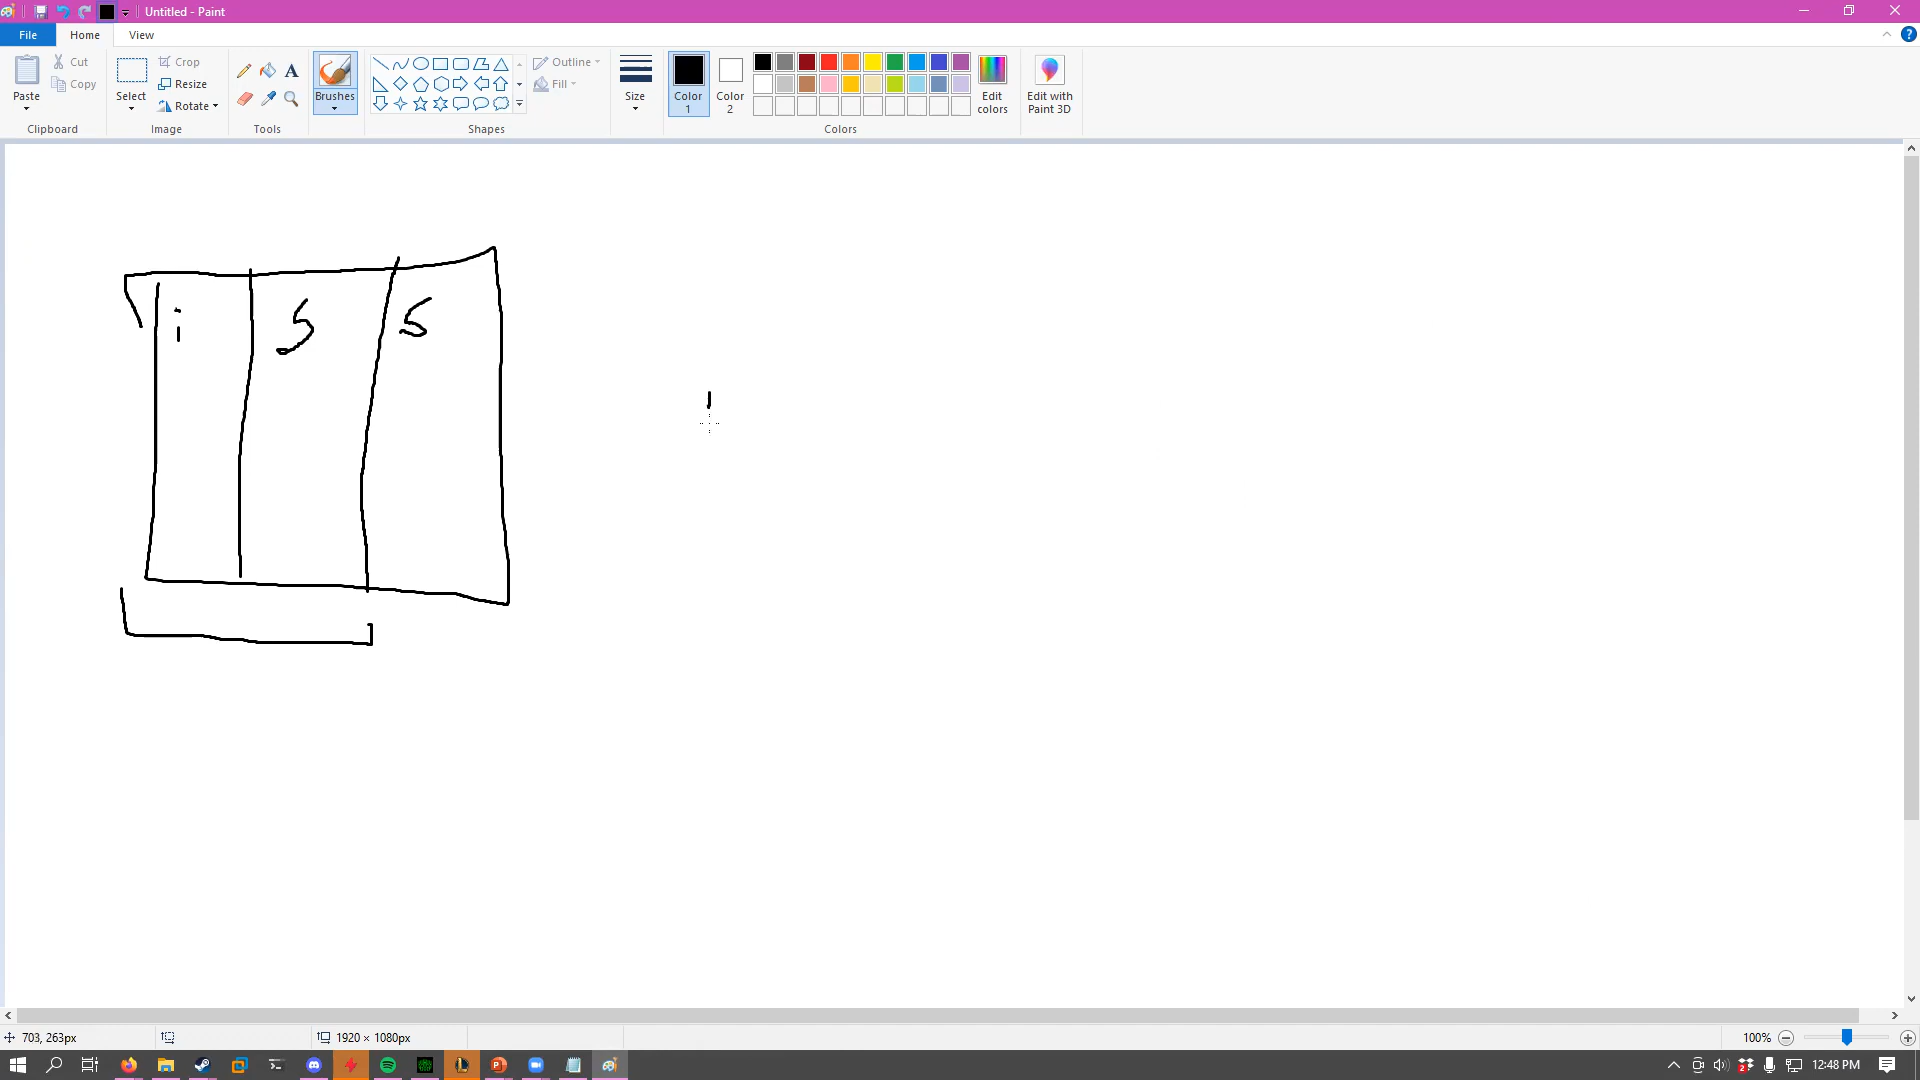 Untitled - Paint
File Home View
Paste
Cut
Copy
Clipboard
Select
Crop
Resize
Rotate
Image
Tools
Brushes
Shapes
Outline
Fill
Size
Color 1
Color 2
Colors
Edit colors
Edit with Paint 3D
i S S
703, 263px
1920 × 1080px
100%
12:48 PM